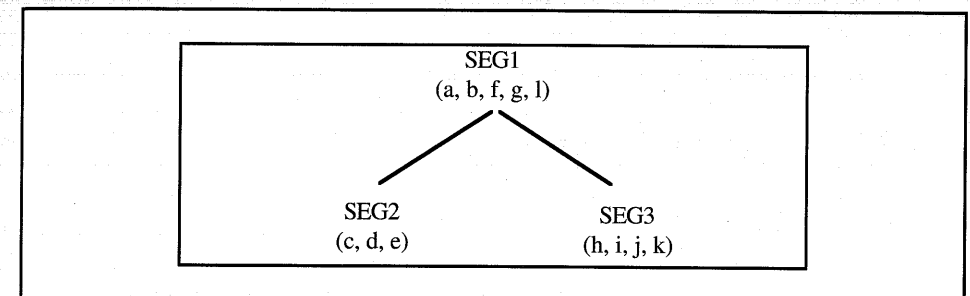 SEG1
(a, b, f, g, l)
SEG2
(c, d, e)
SEG3
(h, i, j, k)